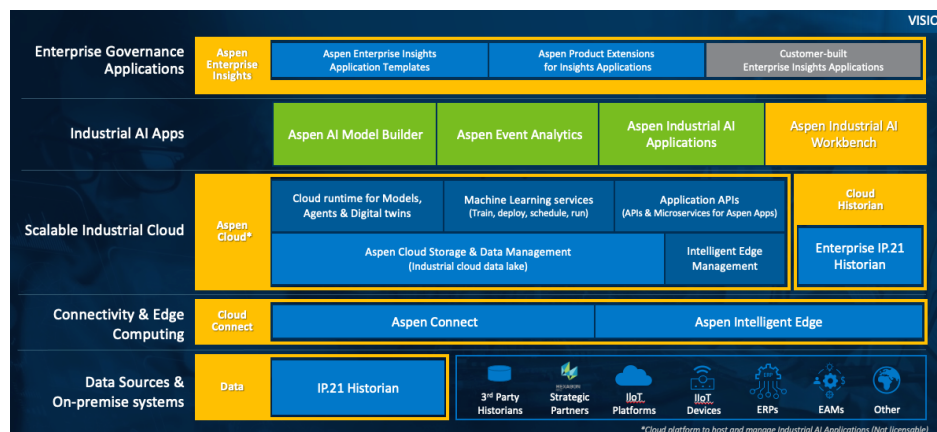 VISIO
Enterprise Governance
Applications
Aspen
Enterprise
Insights
Aspen Enterprise Insights
Application Templates
Aspen Product Extensions
for Insights Applications
Customer-built
Enterprise Insights Applications
Industrial AI Apps
Aspen AI Model Builder
Aspen Event Analytics
Aspen Industrial AI
Applications
Aspen Industrial AI
Workbench
Scalable Industrial Cloud
Aspen
Cloud*
Cloud runtime for Models,
Agents & Digital twins
Machine Learning services
(Train, deploy, schedule, run)
Application APIs
(APIs & Microservices for Aspen Apps)
Aspen Cloud Storage & Data Management
(Industrial cloud data lake)
Intelligent Edge
Management
Cloud
Historian
Enterprise IP.21
Historian
Connectivity & Edge
Computing
Cloud
Connect
Aspen Connect
Aspen Intelligent Edge
Data Sources &
On-premise systems
Data
IP.21 Historian
3rd Party
Historians
Strategic
Partners
IIoT
Platforms
IIoT
Devices
ERP
ERPs
EAMs
Other
*Cloud platform to host and manage Industrial AI Applications (Not licensable)